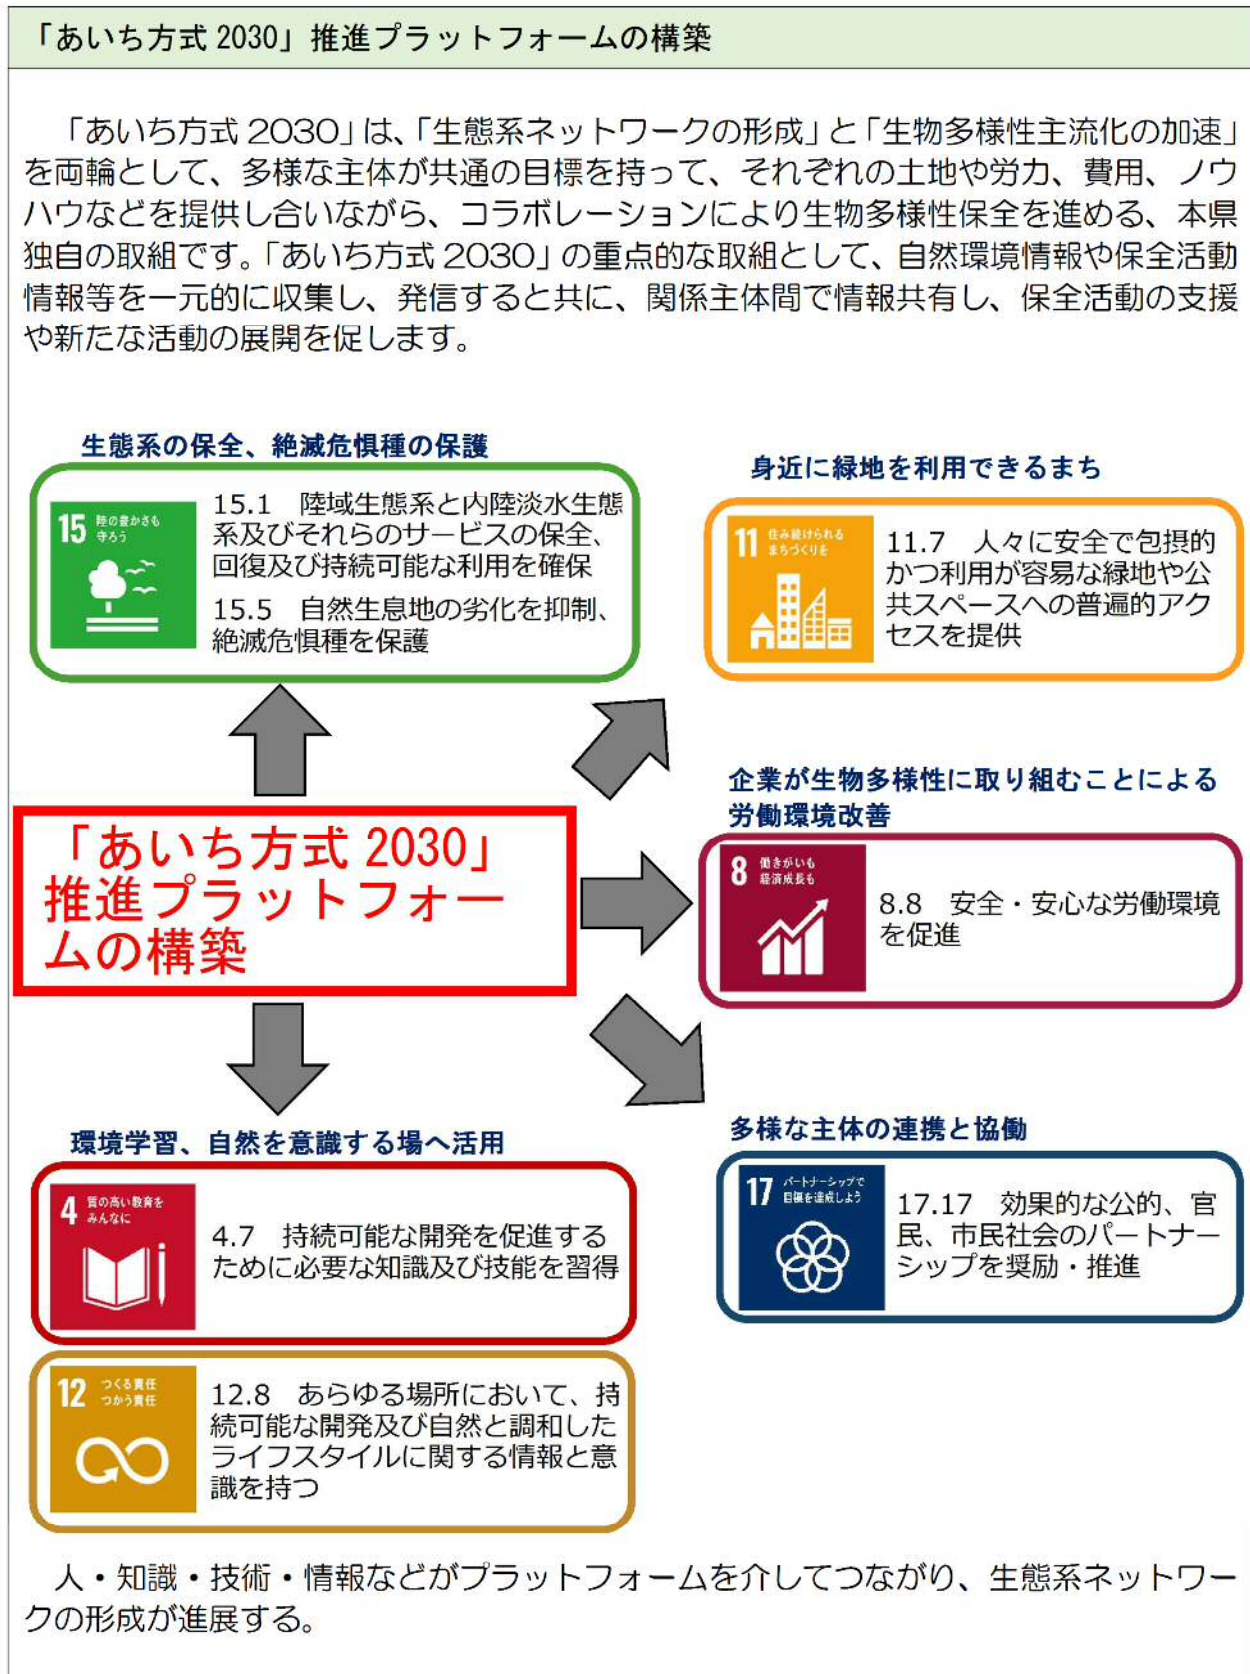 「あいち方式 2030」推進プラットフォームの構築
「あいち方式 2030」は、「生態系ネットワークの形成」と「生物多様性主流化の加速」
を両輪として、多様な主体が共通の目標を持って、それぞれの土地や労力、費用、ノウ
ハウなどを提供し合いながら、コラボレーションにより生物多様性保全を進める、本県
独自の取組です。「あいち方式 2030」の重点的な取組として、自然環境情報や保全活動
情報等を一元的に収集し、発信すると共に、関係主体間で情報共有し、保全活動の支援
や新たな活動の展開を促します。
生態系の保全、絶滅危惧種の保護
15 陸の豊かさも
守ろう
15.1 陸域生態系と内陸淡水生態
系及びそれらのサービスの保全、
回復及び持続可能な利用を確保
15.5 自然生息地の劣化を抑制、
絶滅危惧種を保護
身近に緑地を利用できるまち
11 住み続けられる
まちづくりを
11.7 人々に安全で包摂的
かつ利用が容易な緑地や公
共スペースへの普遍的アク
セスを提供
企業が生物多様性に取り組むことによる
労働環境改善
8 働きがいも
経済成長も
8.8 安全・安心な労働環境
を促進
「あいち方式 2030」
推進プラットフォー
ムの構築
環境学習、自然を意識する場へ活用
4 質の高い教育を
みんなに
4.7 持続可能な開発を促進する
ために必要な知識及び技能を習得
12 つくる責任
つかう責任
12.8 あらゆる場所において、持
続可能な開発及び自然と調和した
ライフスタイルに関する情報と意
識を持つ
多様な主体の連携と協働
17 パートナーシップで
目標を達成しよう
17.17 効果的な公的、官
民、市民社会のパートナー
シップを奨励・推進
人・知識・技術・情報などがプラットフォームを介してつながり、生態系ネットワー
クの形成が進展する。